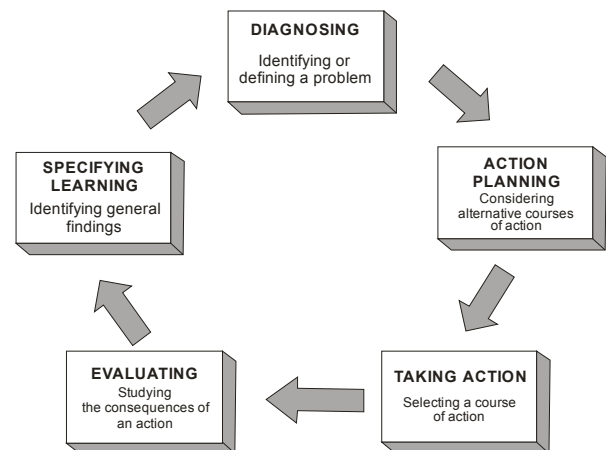 DIAGNOSING
Identifying or
defining a problem
ACTION
PLANNING
Considering
alternative courses
of action
TAKING ACTION
Selecting a course
of action
EVALUATING
Studying
the consequences of
an action
SPECIFYING
LEARNING
Identifying general
findings